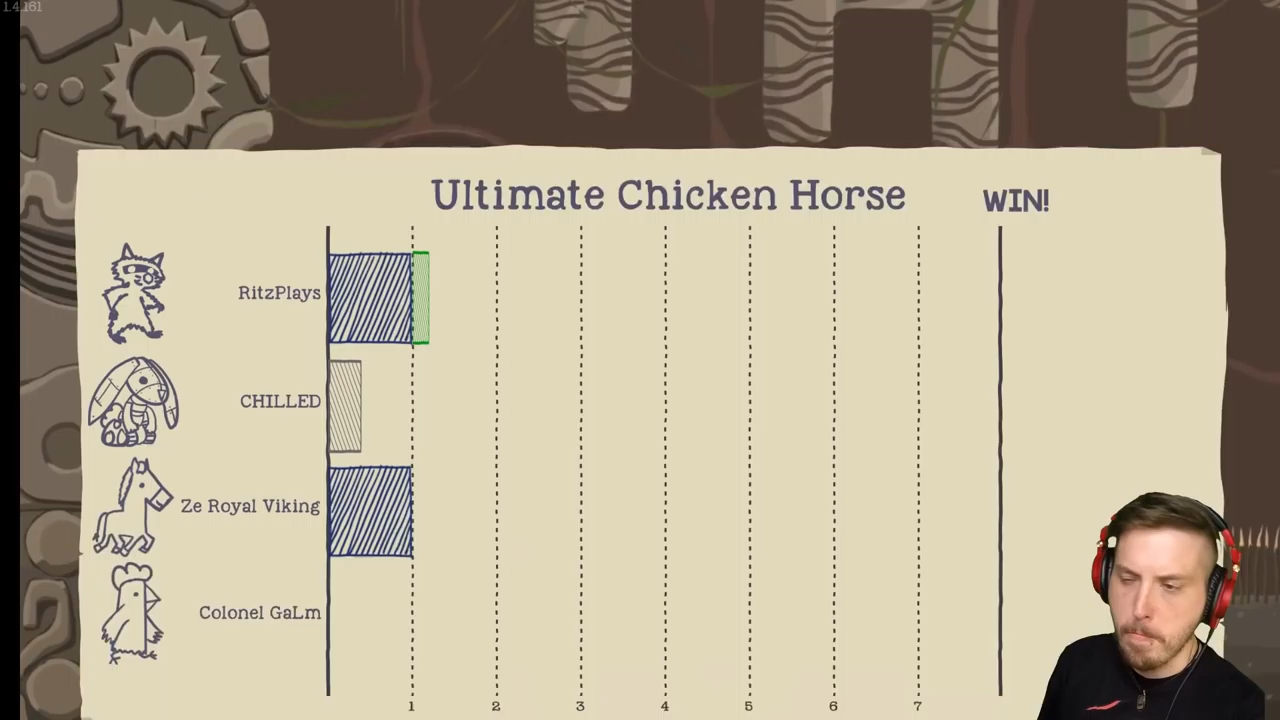 1.4.161
Ultimate Chicken Horse
WIN!
RitzPlays
CHILLED
Ze Royal Viking
Colonel GaLm
1 2 3 4 5 6 7